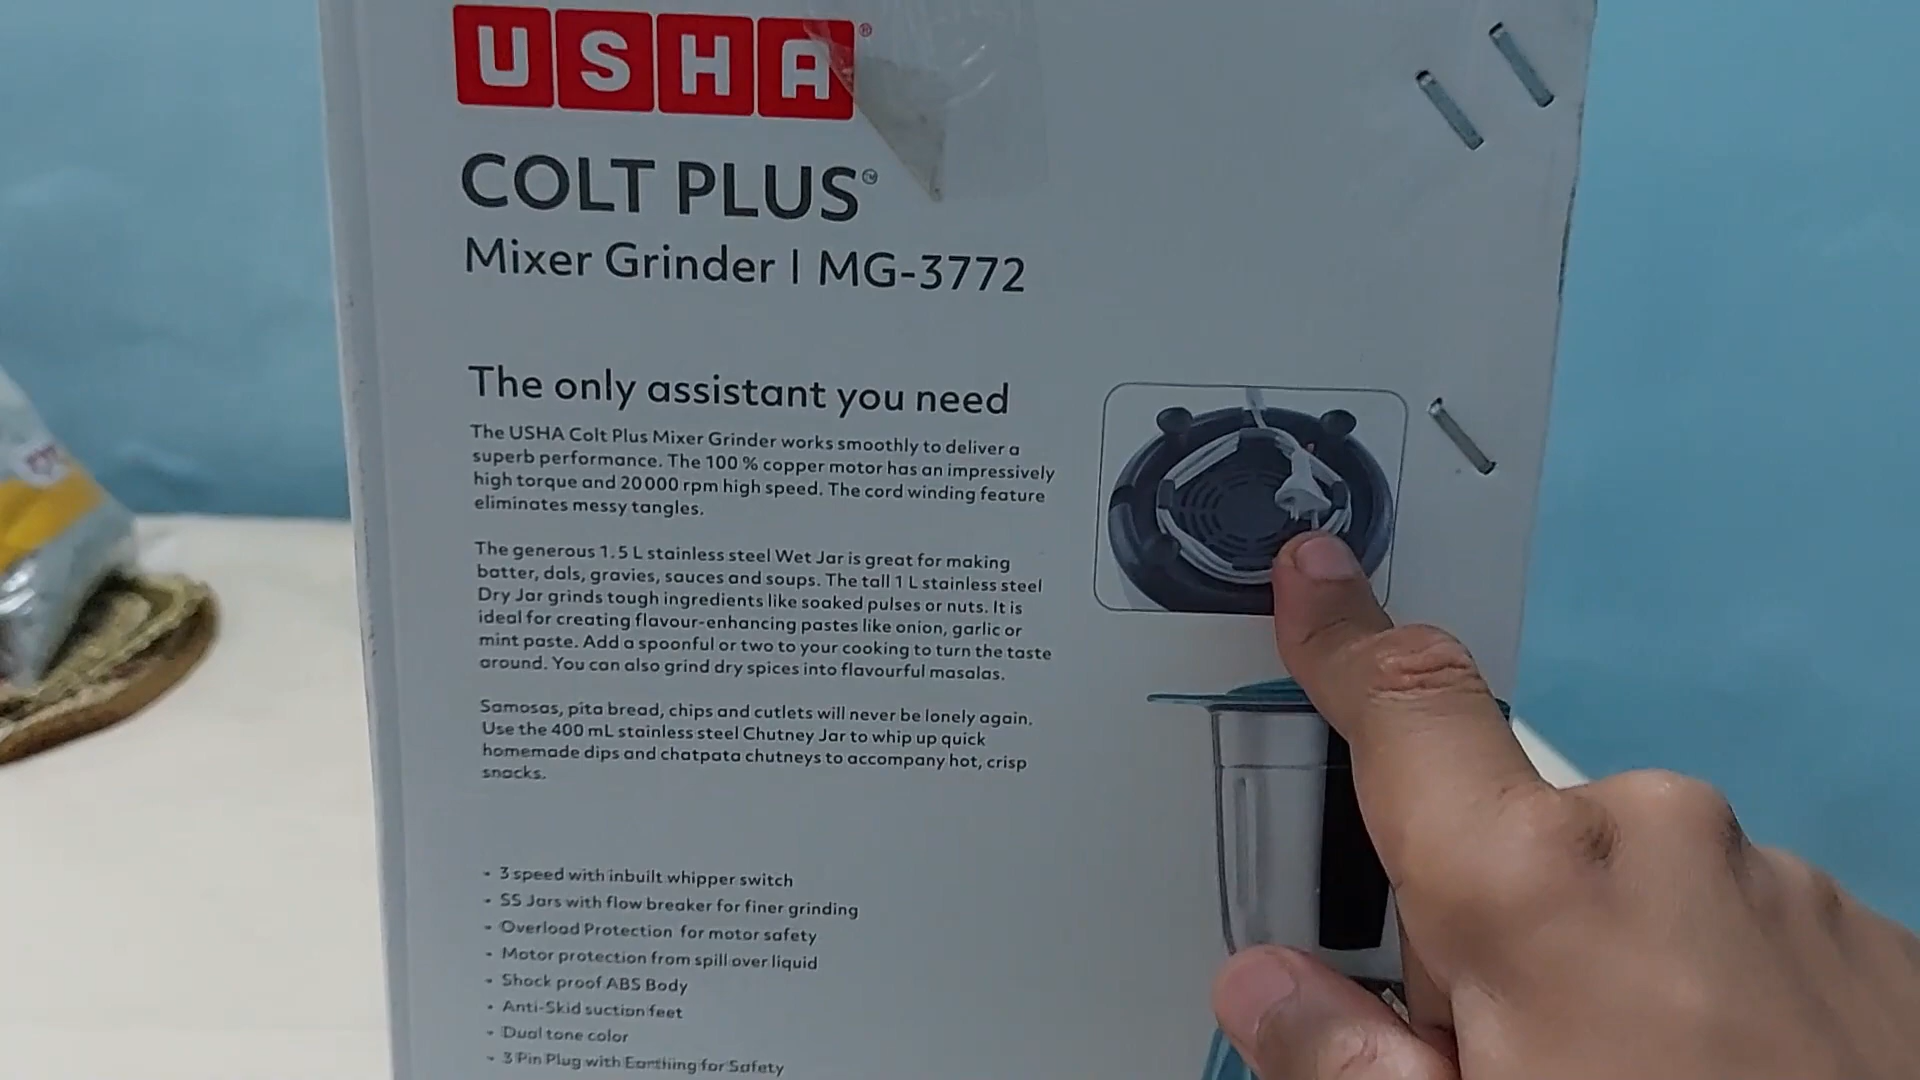 USHA®
COLT PLUS™
Mixer Grinder | MG-3772
The only assistant you need
The USHA Colt Plus Mixer Grinder works smoothly to deliver a
superb performance. The 100 % copper motor has an impressively
high torque and 20000 rpm high speed. The cord winding feature
eliminates messy tangles.
The generous 1.5 L stainless steel Wet Jar is great for making
batter, dals, gravies, sauces and soups. The tall 1 L stainless steel
Dry Jar grinds tough ingredients like soaked pulses or nuts. It is
ideal for creating flavour-enhancing pastes like onion, garlic or
mint paste. Add a spoonful or two to your cooking to turn the taste
around. You can also grind dry spices into flavourful masalas.
Samosas, pita bread, chips and cutlets will never be lonely again.
Use the 400 mL stainless steel Chutney Jar to whip up quick
homemade dips and chatpata chutneys to accompany hot, crisp
snacks.
- 3 speed with inbuilt whipper switch
- SS Jars with flow breaker for finer grinding
- Overload Protection for motor safety
- Motor protection from spill over liquid
- Shock proof ABS Body
- Anti-Skid suction feet
- Dual tone color
- 3 Pin Plug with Earthing for Safety